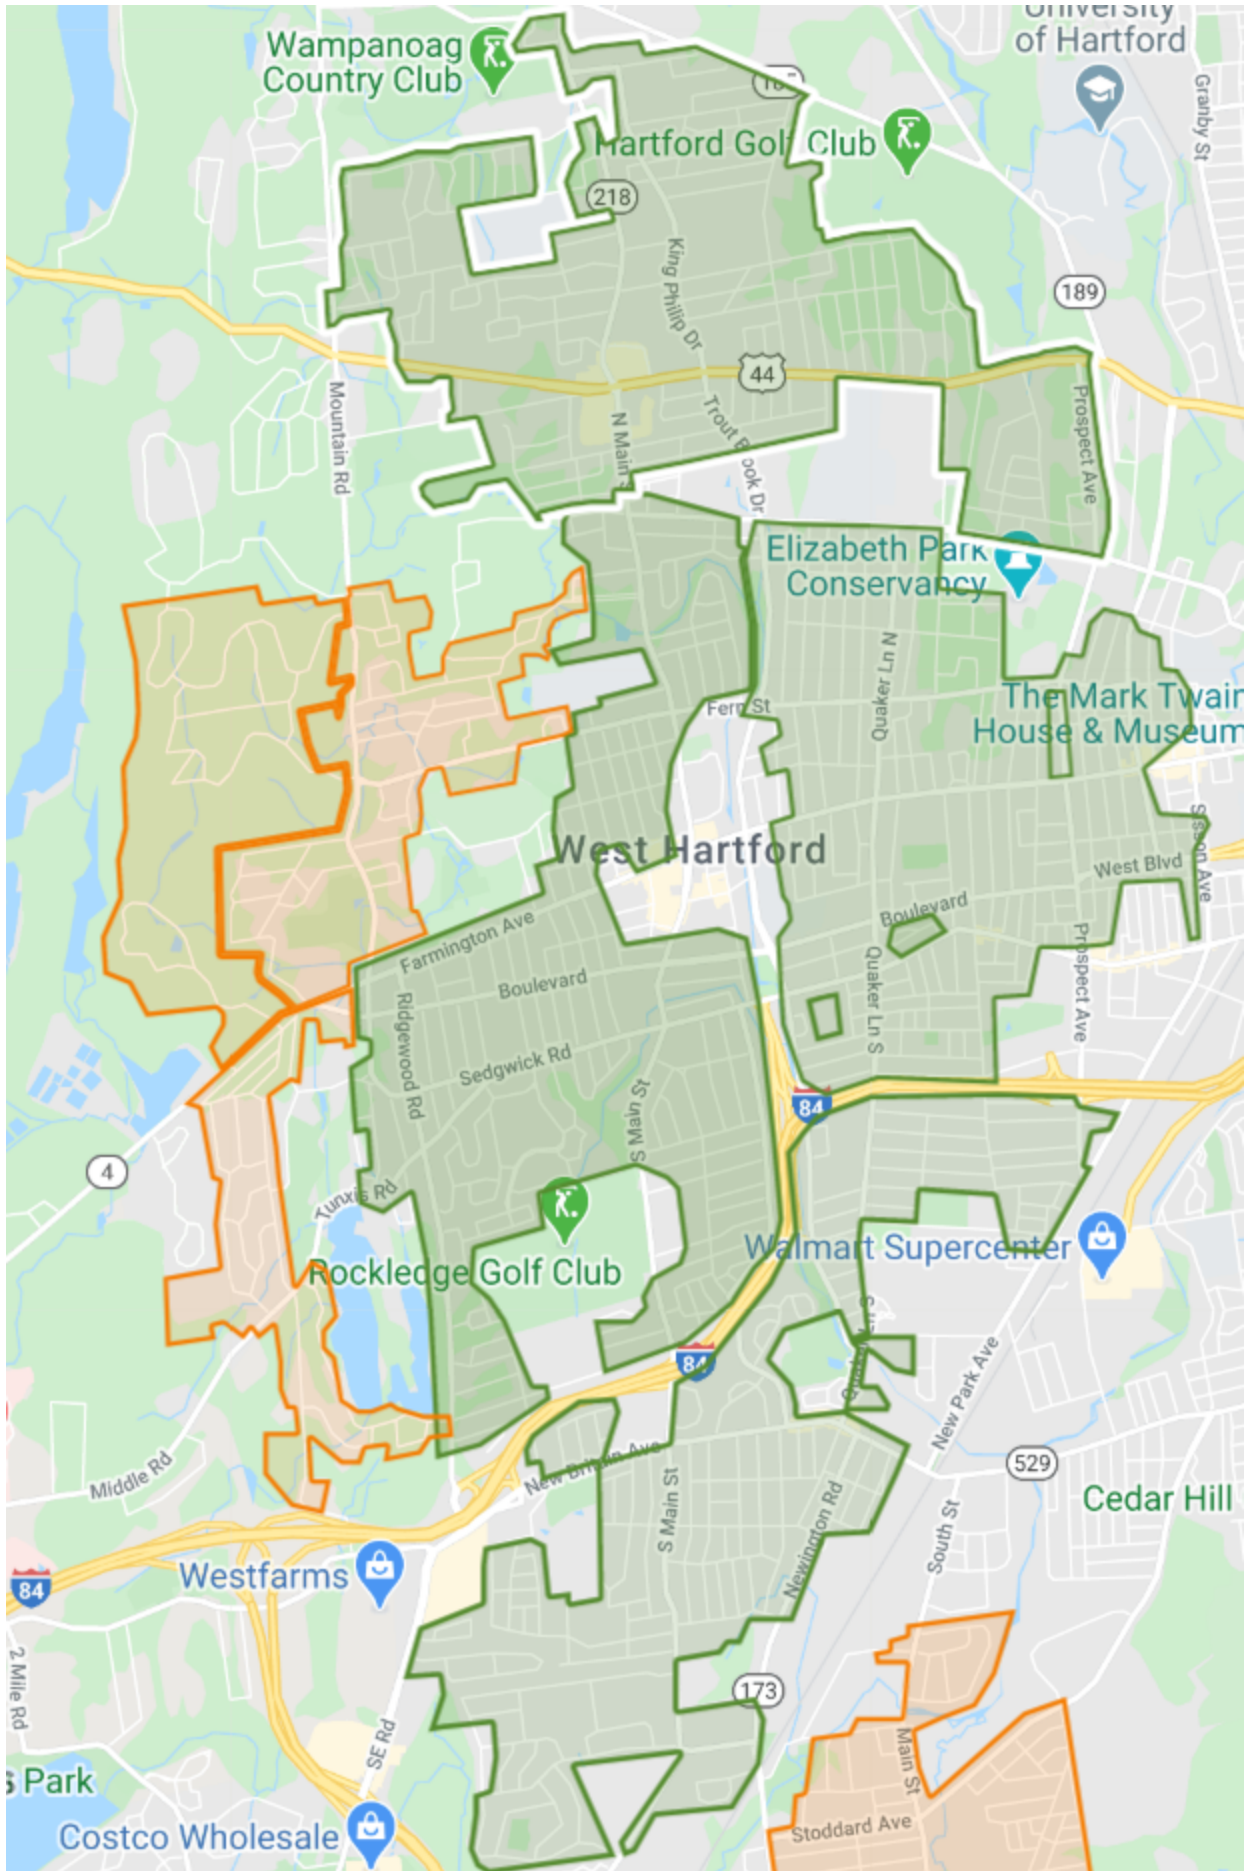 University
of Hartford
Wampanoag
Country Club
Granby St
Hartford Golf Club
218
King Philip Dr
189
44
Mountain Rd
N Main S
Trout Brook Dr
Prospect Ave
Elizabeth Park
Conservancy
Quaker Ln N
Fern St
The Mark Twain
House & Museum
West Hartford
Sisson Ave
West Blvd
Farmington Ave
Boulevard
Boulevard
Prospect Ave
Quaker Ln S
Ridgewood Rd
Sedgwick Rd
84
S Main St
4
Tunxis Rd
Walmart Supercenter
Rockledge Golf Club
Quaker Ln S
84
New Park Ave
Middle Rd
New Britain Ave
529
Cedar Hill
S Main St
Newington Rd
South St
Westfarms
84
2 Mile Rd
173
SE Rd
Main St
s Park
Stoddard Ave
Costco Wholesale